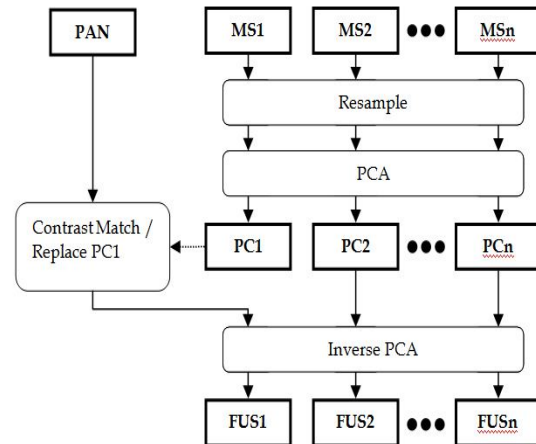 PAN
MS1 MS2 ●●● MSn
Resample
PCA
Contrast Match /
Replace PC1
PC1 PC2 ●●● PCn
Inverse PCA
FUS1 FUS2 ●●● FUSn